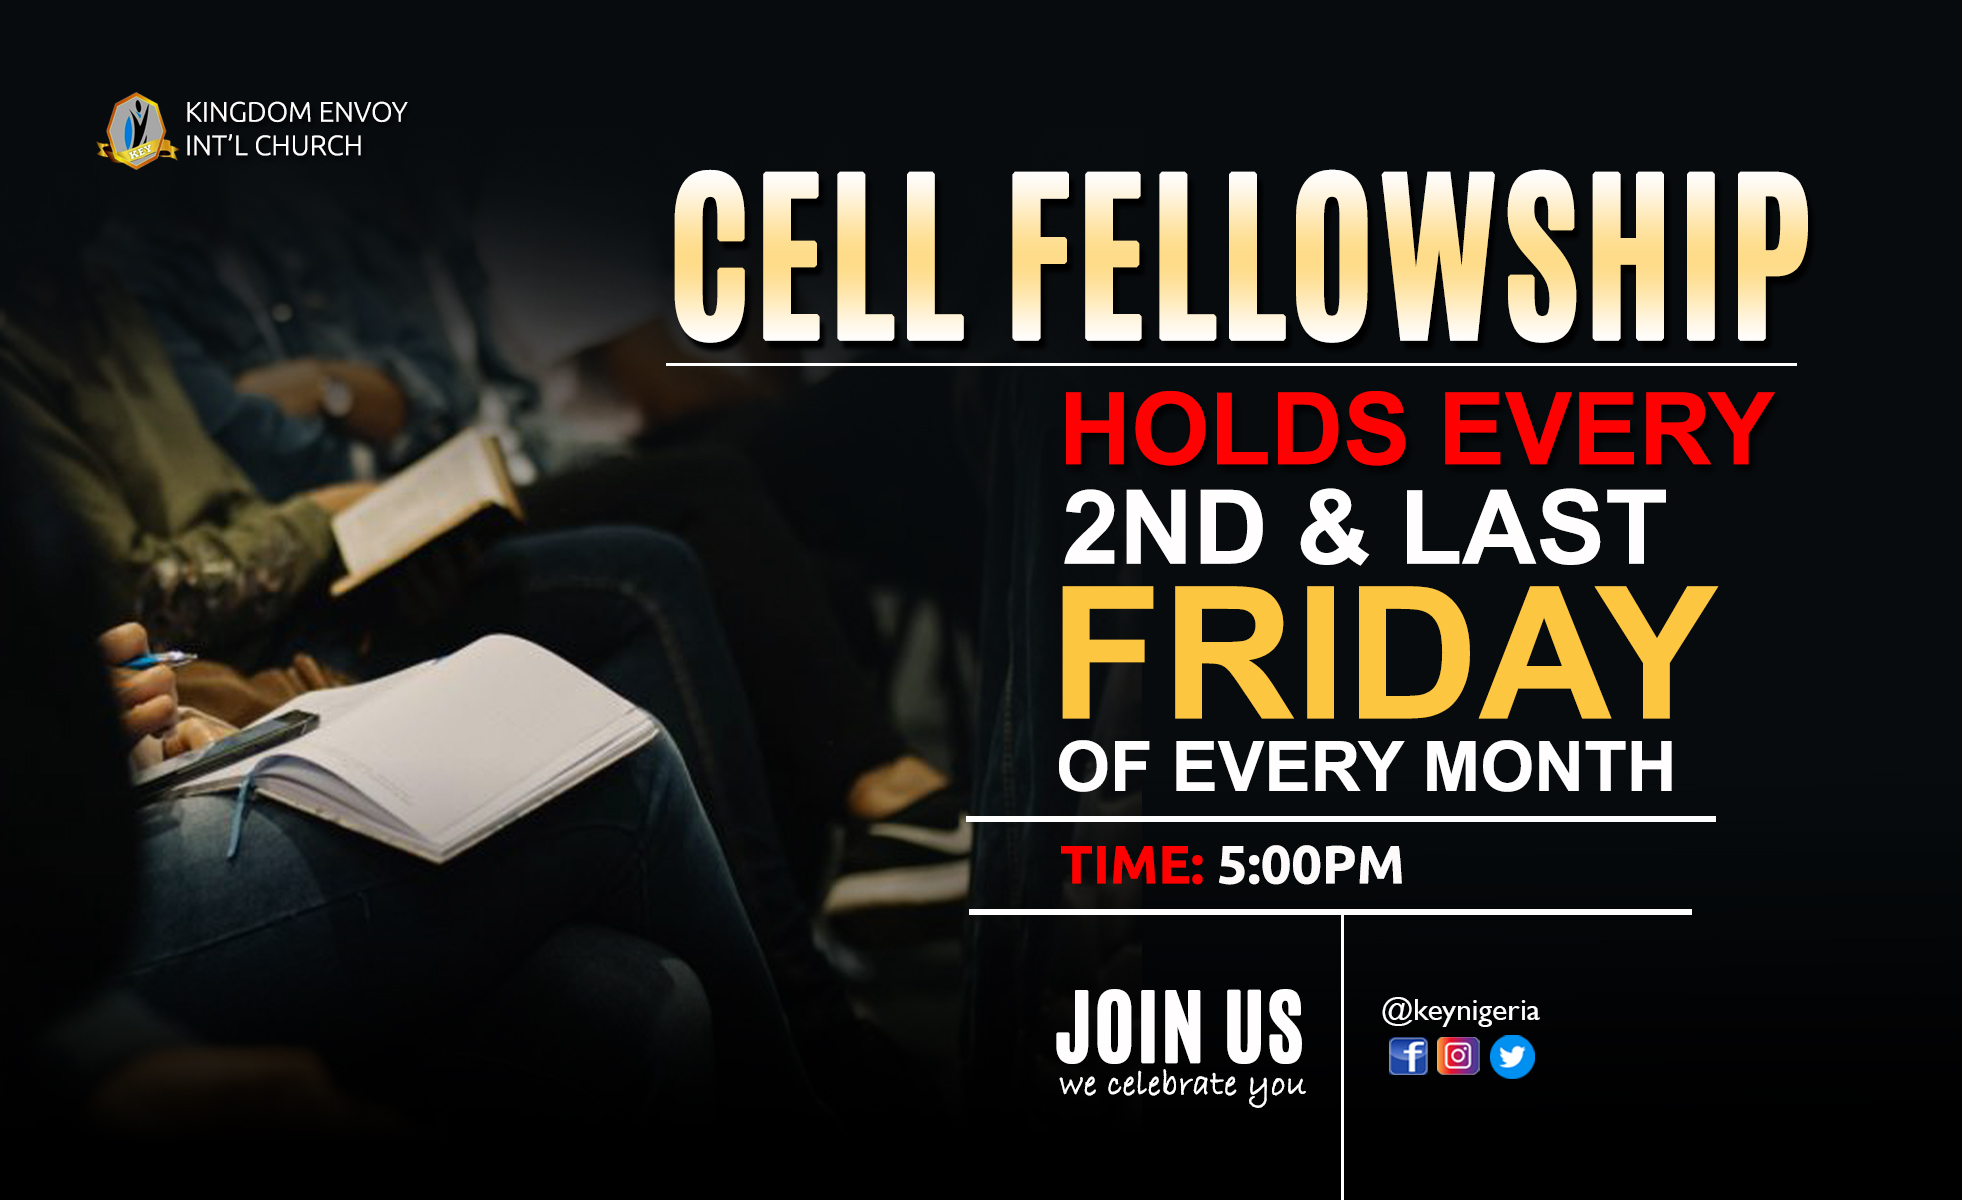 KINGDOM ENVOY
INT'L CHURCH
KEY
CELL FELLOWSHIP
HOLDS EVERY
2ND & LAST
FRIDAY
OF EVERY MONTH
TIME: 5:00PM
JOIN US
we celebrate you
@keynigeria